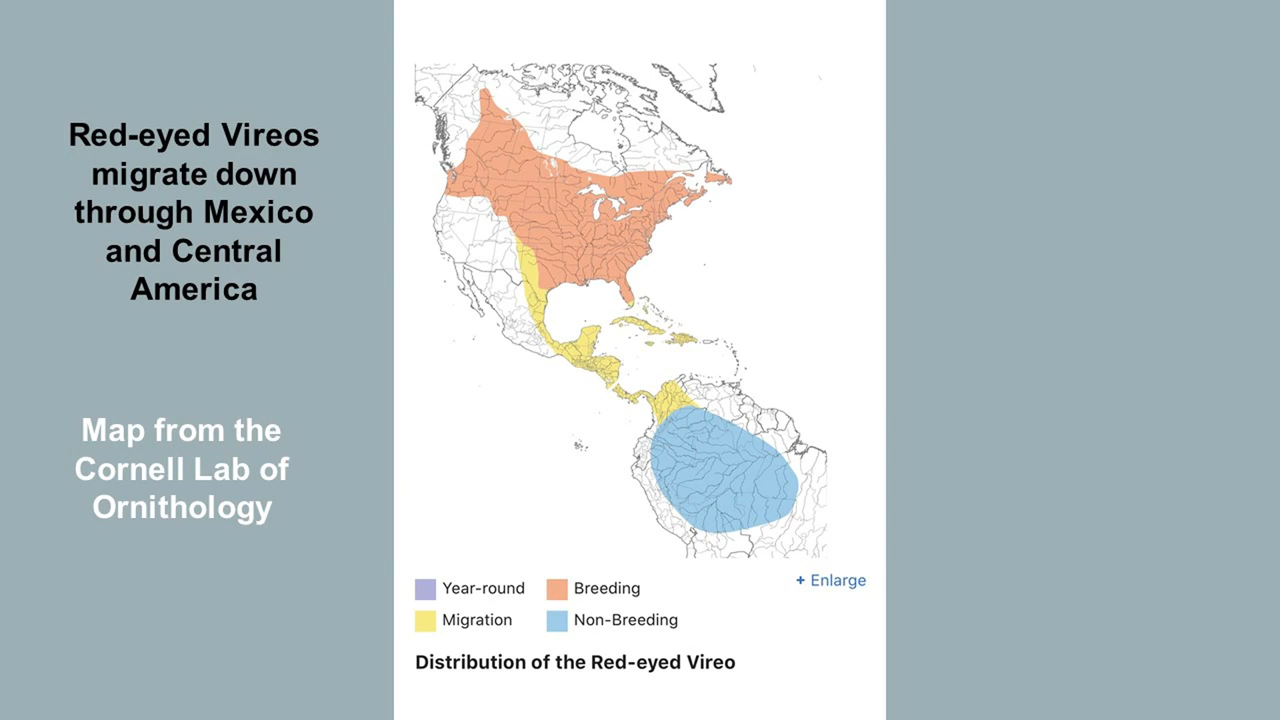 Red-eyed Vireos
migrate down
through Mexico
and Central
America
Map from the
Cornell Lab of
Ornithology
+ Enlarge
Year-round
Breeding
Migration
Non-Breeding
Distribution of the Red-eyed Vireo